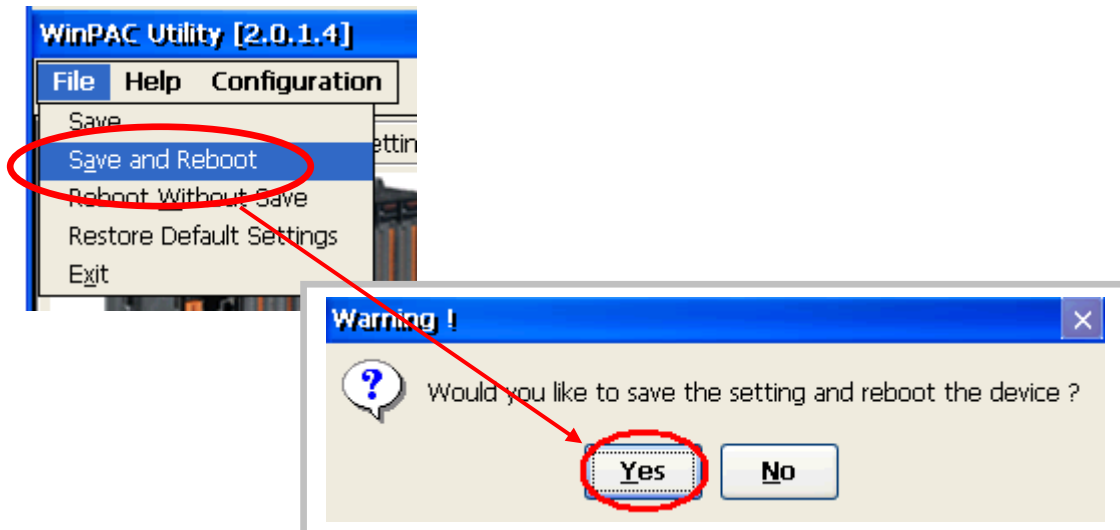 WinPAC Utility [2.0.1.4]
File Help Configuration
Save
Save and Reboot
Reboot Without Save
Restore Default Settings
Exit
Warning !
Would you like to save the setting and reboot the device ?
Yes No